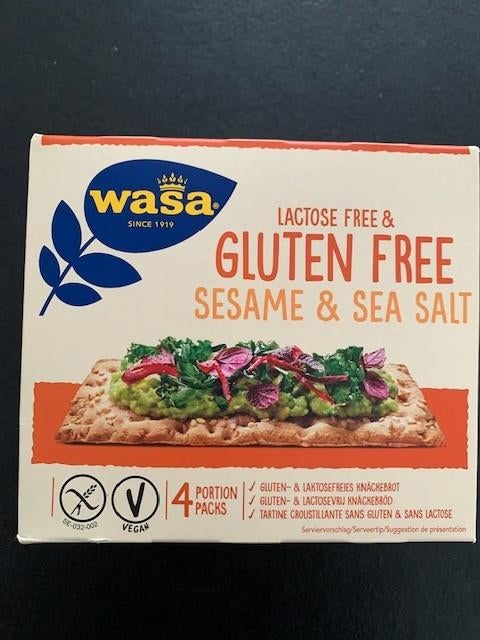 wasa®
SINCE 1919
LACTOSE FREE &
GLUTEN FREE
SESAME & SEA SALT
SE-032-002
V
VEGAN
4 PORTION
PACKS
✓ GLUTEN- & LAKTOSEFREIES KNÄCKEBROT
✓ GLUTEN- & LACTOSEVRIJ KNÄCKEBRÖD
✓ TARTINE CROUSTILLANTE SANS GLUTEN & SANS LACTOSE
Serviervorschlag/Serveertip/Suggestion de présentation